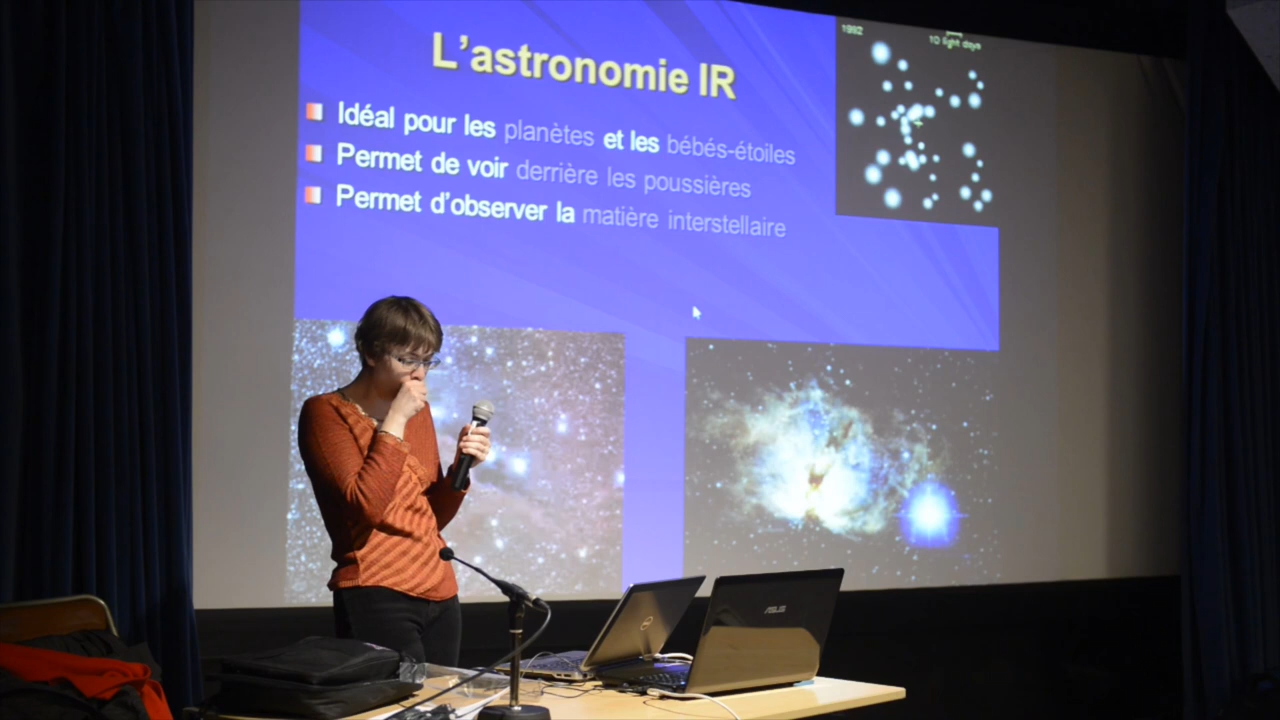 L'astronomie IR
1992
10 light days
Idéal pour les planètes et les bébés-étoiles
Permet de voir derrière les poussières
Permet d'observer la matière interstellaire
ASUS